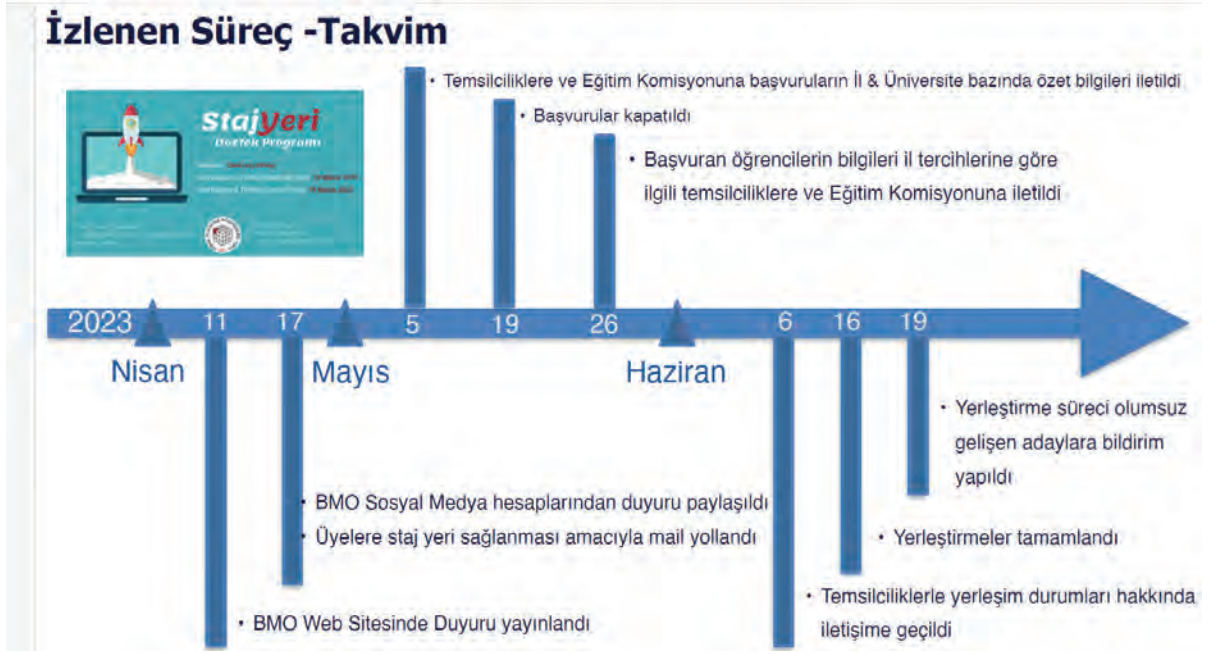 İzlenen Süreç -Takvim
StajYeri
Destek Programı
• Temsilciliklere ve Eğitim Komisyonuna başvuruların İl & Üniversite bazında özet bilgileri iletildi
• Başvurular kapatıldı
• Başvuran öğrencilerin bilgileri il tercihlerine göre
ilgili temsilciliklere ve Eğitim Komisyonuna iletildi
2023 11 17 5 19 26 6 16 19
Nisan Mayıs Haziran
• Yerleştirme süreci olumsuz
gelişen adaylara bildirim
yapıldı
• BMO Sosyal Medya hesaplarından duyuru paylaşıldı
• Üyelere staj yeri sağlanması amacıyla mail yollandı
• Yerleştirmeler tamamlandı
• Temsilciliklerle yerleşim durumları hakkında
iletişime geçildi
• BMO Web Sitesinde Duyuru yayınlandı